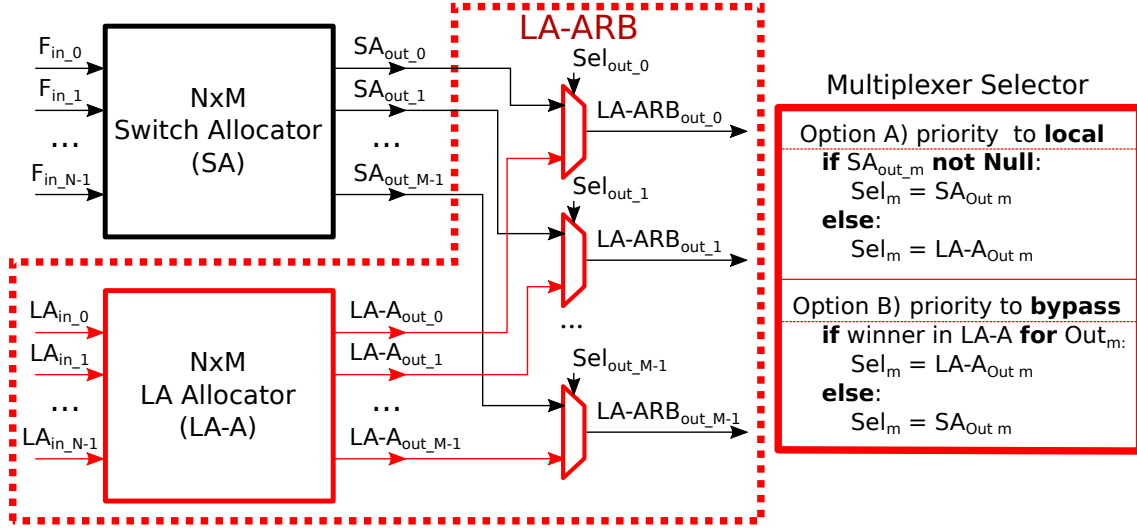 LA-ARB
F_in_0
F_in_1
...
F_in_N-1
NxM
Switch Allocator
(SA)
SA_out_0
SA_out_1
...
SA_out_M-1
LA_in_0
LA_in_1
...
LA_in_N-1
NxM
LA Allocator
(LA-A)
LA-A_out_0
LA-A_out_1
...
LA-A_out_M-1
Sel_out_0
LA-ARB_out_0
Sel_out_1
LA-ARB_out_1
...
Sel_out_M-1
LA-ARB_out_M-1
Multiplexer Selector
Option A) priority to local
if SA_out_m not Null:
Sel_m = SA_Out m
else:
Sel_m = LA-A_Out m
Option B) priority to bypass
if winner in LA-A for Out_m:
Sel_m = LA-A_Out m
else:
Sel_m = SA_Out m